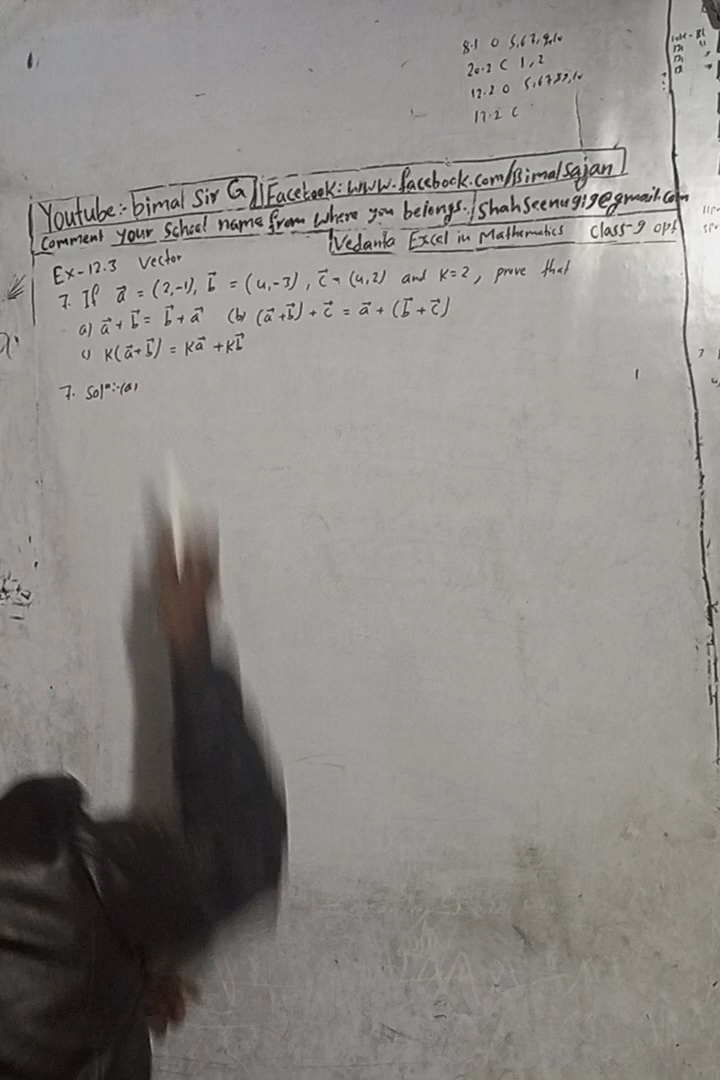 8.1 O 5,6,7,9,10
20.2 C 1,2
12.2 O 5,6,7,8,9,10
17.2 C
Youtube:- bimal Sir G Facebook: www.facebook.com/Bimalsajan
Comment your School name from where you belongs. / Shahseenu919@gmail.com
Vedanta Excel in Mathematics Class-9 opt
Ex-12.3 Vector
7. If a⃗ = (2,-1), b⃗ = (4,-3), c⃗ = (4,2) and K=2, prove that
a) a⃗ + b⃗ = b⃗ + a⃗ (b) (a⃗+b⃗) + c⃗ = a⃗ + (b⃗ + c⃗)
c) K(a⃗+b⃗) = Ka⃗ + Kb⃗
7. Solⁿ:-(a)